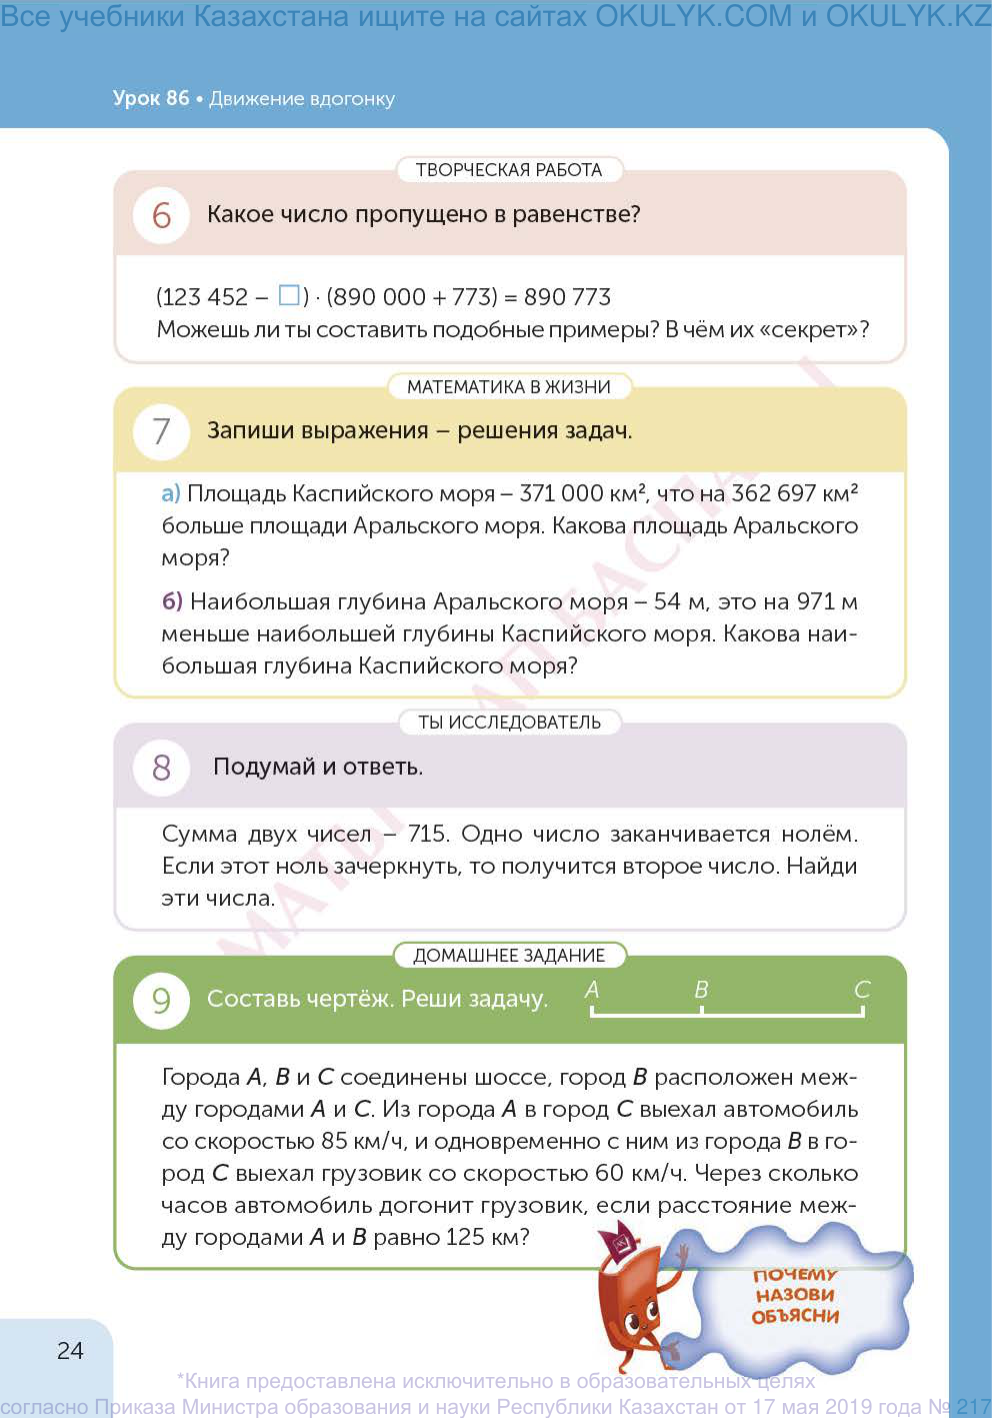 Все учебники Казахстана ищите на сайтах OKULYK.COM и OKULYK.KZ
Урок 86 • Движение вдогонку
ТВОРЧЕСКАЯ РАБОТА
6 Какое число пропущено в равенстве?
(123 452 – □) · (890 000 + 773) = 890 773
Можешь ли ты составить подобные примеры? В чём их «секрет»?
МАТЕМАТИКА В ЖИЗНИ
7 Запиши выражения – решения задач.
а) Площадь Каспийского моря – 371 000 км², что на 362 697 км²
больше площади Аральского моря. Какова площадь Аральского
моря?
б) Наибольшая глубина Аральского моря – 54 м, это на 971 м
меньше наибольшей глубины Каспийского моря. Какова наи-
большая глубина Каспийского моря?
ТЫ ИССЛЕДОВАТЕЛЬ
8 Подумай и ответь.
Сумма двух чисел – 715. Одно число заканчивается нолём.
Если этот ноль зачеркнуть, то получится второе число. Найди
эти числа.
ДОМАШНЕЕ ЗАДАНИЕ
9 Составь чертёж. Реши задачу. A B C
Города A, B и C соединены шоссе, город B расположен меж-
ду городами A и C. Из города A в город C выехал автомобиль
со скоростью 85 км/ч, и одновременно с ним из города B в го-
род C выехал грузовик со скоростью 60 км/ч. Через сколько
часов автомобиль догонит грузовик, если расстояние меж-
ду городами A и B равно 125 км?
ПОЧЕМУ
НАЗОВИ
ОБЪЯСНИ
24
*Книга предоставлена исключительно в образовательных целях
согласно Приказа Министра образования и науки Республики Казахстан от 17 мая 2019 года № 217